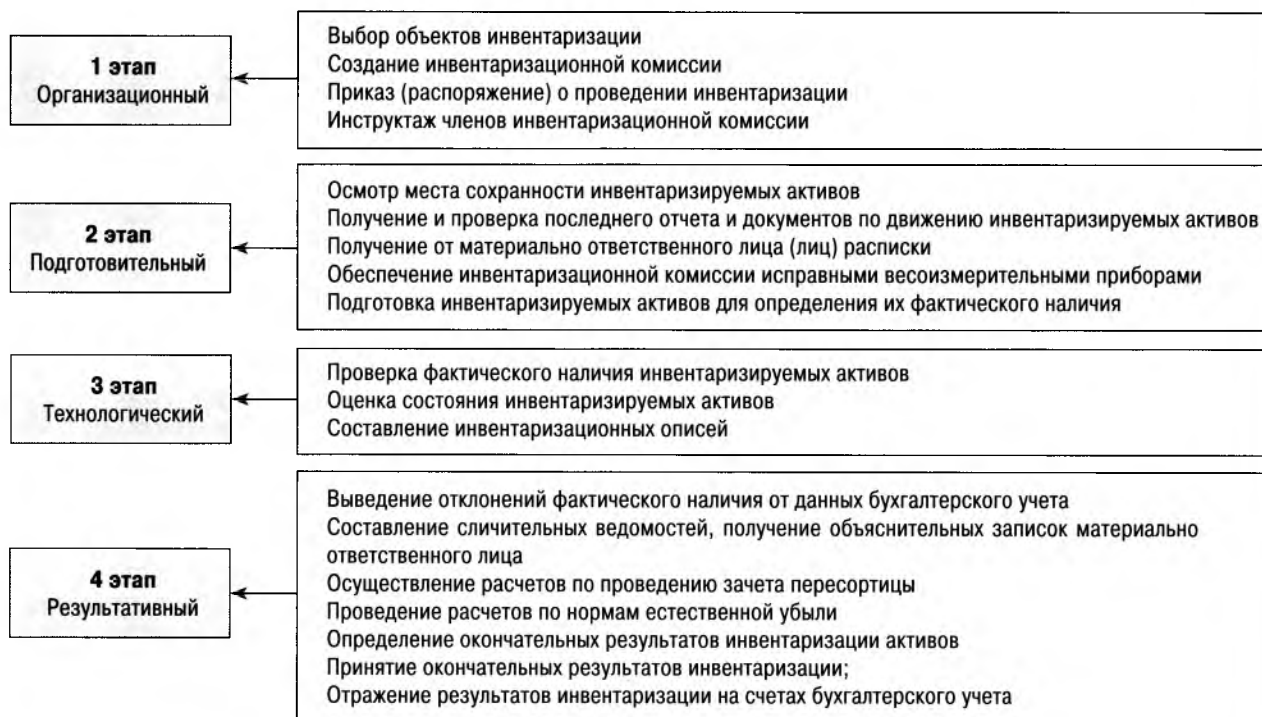 1 этап
Организационный
Выбор объектов инвентаризации
Создание инвентаризационной комиссии
Приказ (распоряжение) о проведении инвентаризации
Инструктаж членов инвентаризационной комиссии
2 этап
Подготовительный
Осмотр места сохранности инвентаризируемых активов
Получение и проверка последнего отчета и документов по движению инвентаризируемых активов
Получение от материально ответственного лица (лиц) расписки
Обеспечение инвентаризационной комиссии исправными весоизмерительными приборами
Подготовка инвентаризируемых активов для определения их фактического наличия
3 этап
Технологический
Проверка фактического наличия инвентаризируемых активов
Оценка состояния инвентаризируемых активов
Составление инвентаризационных описей
4 этап
Результативный
Выведение отклонений фактического наличия от данных бухгалтерского учета
Составление сличительных ведомостей, получение объяснительных записок материально
ответственного лица
Осуществление расчетов по проведению зачета пересортицы
Проведение расчетов по нормам естественной убыли
Определение окончательных результатов инвентаризации активов
Принятие окончательных результатов инвентаризации;
Отражение результатов инвентаризации на счетах бухгалтерского учета